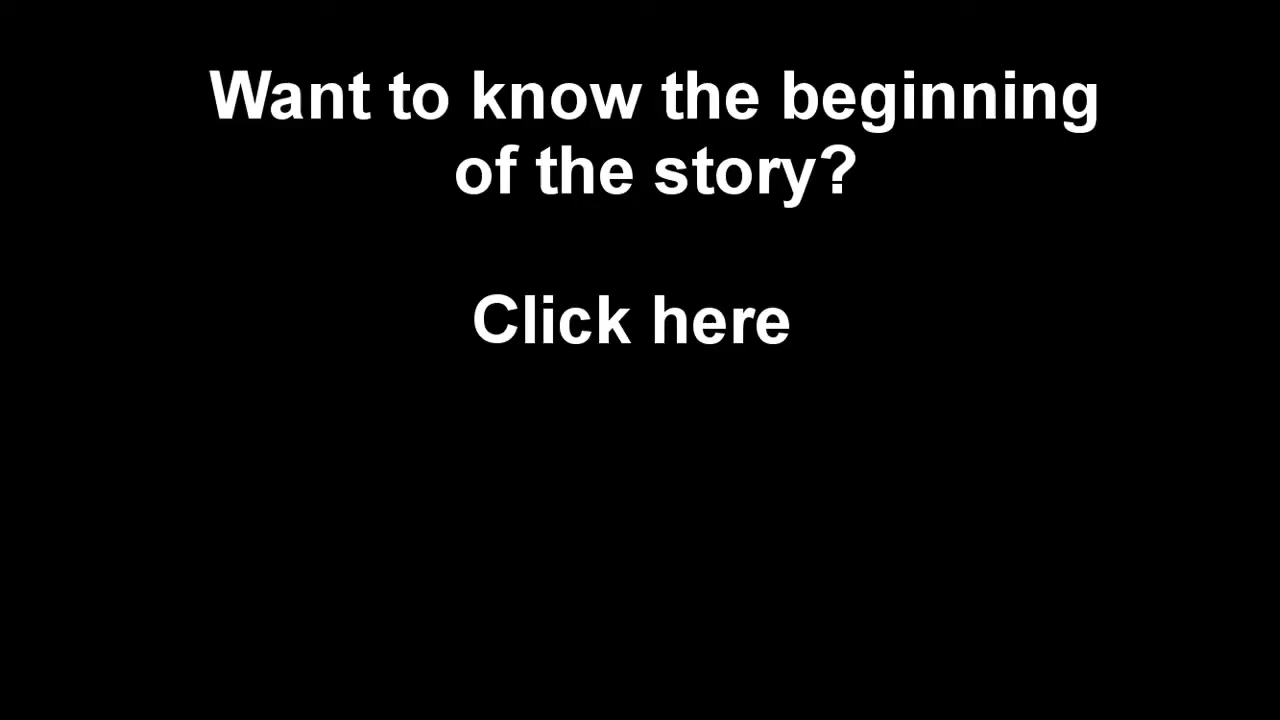 Want to know the beginning
of the story?
Click here